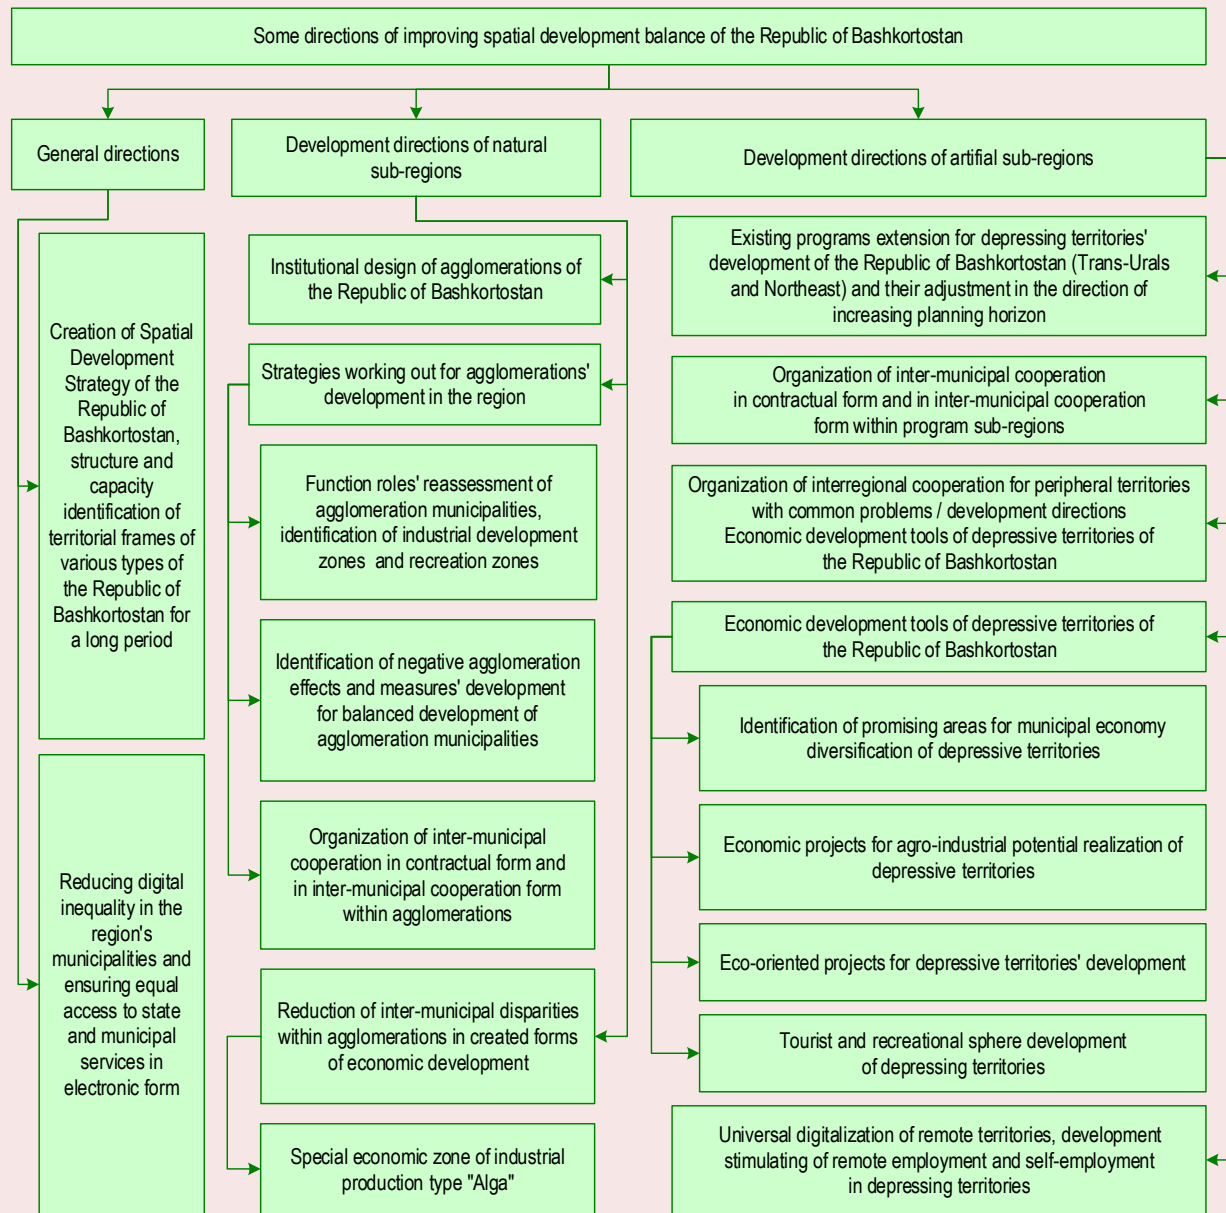 Some directions of improving spatial development balance of the Republic of Bashkortostan
General directions
Development directions of natural
sub-regions
Development directions of artifial sub-regions
Creation of Spatial
Development
Strategy of the
Republic of
Bashkortostan,
structure and
capacity
identification of
territorial frames of
various types of
the Republic of
Bashkortostan for
a long period
Reducing digital
inequality in the
region's
municipalities and
ensuring equal
access to state
and municipal
services in
electronic form
Institutional design of agglomerations of
the Republic of Bashkortostan
Strategies working out for agglomerations'
development in the region
Function roles' reassessment of
agglomeration municipalities,
identification of industrial development
zones and recreation zones
Identification of negative agglomeration
effects and measures' development
for balanced development of
agglomeration municipalities
Organization of inter-municipal
cooperation in contractual form and
in inter-municipal cooperation form
within agglomerations
Reduction of inter-municipal disparities
within agglomerations in created forms
of economic development
Special economic zone of industrial
production type "Alga"
Existing programs extension for depressing territories'
development of the Republic of Bashkortostan (Trans-Urals
and Northeast) and their adjustment in the direction of
increasing planning horizon
Organization of inter-municipal cooperation
in contractual form and in inter-municipal cooperation
form within program sub-regions
Organization of interregional cooperation for peripheral territories
with common problems / development directions
Economic development tools of depressive territories of
the Republic of Bashkortostan
Economic development tools of depressive territories of
the Republic of Bashkortostan
Identification of promising areas for municipal economy
diversification of depressive territories
Economic projects for agro-industrial potential realization of
depressive territories
Eco-oriented projects for depressive territories' development
Tourist and recreational sphere development
of depressing territories
Universal digitalization of remote territories, development
stimulating of remote employment and self-employment
in depressing territories